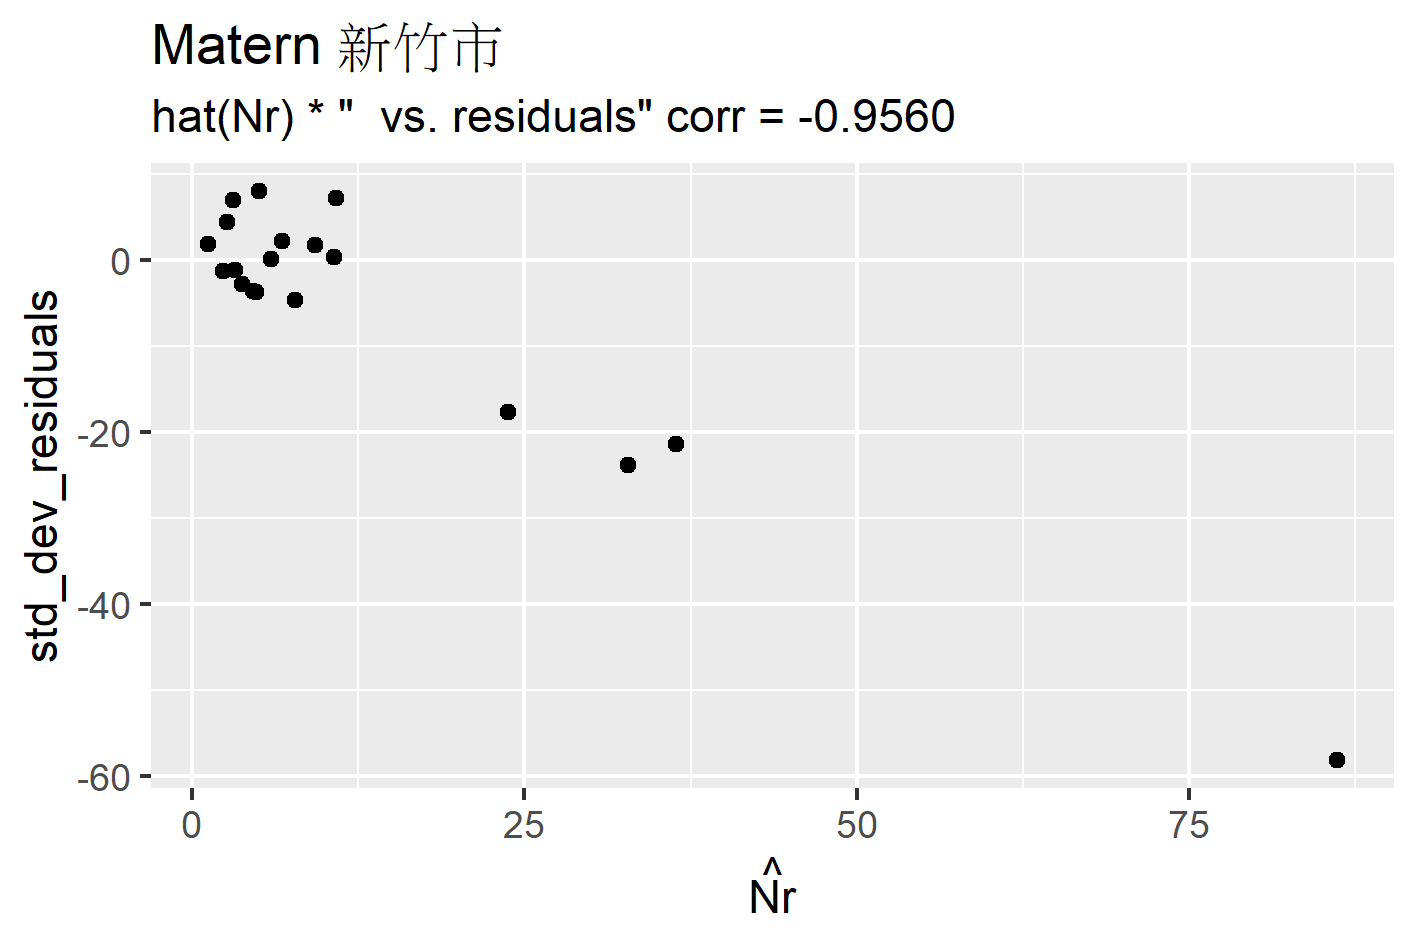 Matern 新竹市
hat(Nr) * "  vs. residuals" corr = -0.9560
std_dev_residuals
0
-20
-40
-60
0 25 50 75
N̂r